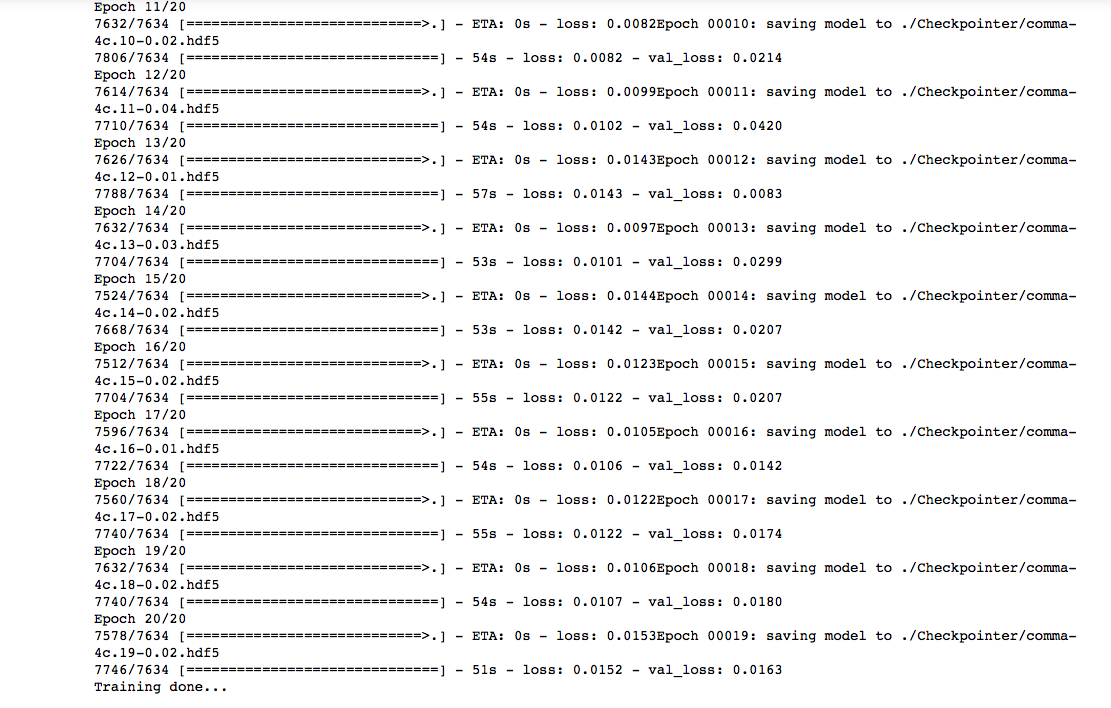 Epoch 11/20
7632/7634 [============================>.] - ETA: 0s - loss: 0.0082Epoch 00010: saving model to ./Checkpointer/comma-
4c.10-0.02.hdf5
7806/7634 [==============================] - 54s - loss: 0.0082 - val_loss: 0.0214
Epoch 12/20
7614/7634 [============================>.] - ETA: 0s - loss: 0.0099Epoch 00011: saving model to ./Checkpointer/comma-
4c.11-0.04.hdf5
7710/7634 [==============================] - 54s - loss: 0.0102 - val_loss: 0.0420
Epoch 13/20
7626/7634 [============================>.] - ETA: 0s - loss: 0.0143Epoch 00012: saving model to ./Checkpointer/comma-
4c.12-0.01.hdf5
7788/7634 [==============================] - 57s - loss: 0.0143 - val_loss: 0.0083
Epoch 14/20
7632/7634 [============================>.] - ETA: 0s - loss: 0.0097Epoch 00013: saving model to ./Checkpointer/comma-
4c.13-0.03.hdf5
7704/7634 [==============================] - 53s - loss: 0.0101 - val_loss: 0.0299
Epoch 15/20
7524/7634 [============================>.] - ETA: 0s - loss: 0.0144Epoch 00014: saving model to ./Checkpointer/comma-
4c.14-0.02.hdf5
7668/7634 [==============================] - 53s - loss: 0.0142 - val_loss: 0.0207
Epoch 16/20
7512/7634 [============================>.] - ETA: 0s - loss: 0.0123Epoch 00015: saving model to ./Checkpointer/comma-
4c.15-0.02.hdf5
7704/7634 [==============================] - 55s - loss: 0.0122 - val_loss: 0.0207
Epoch 17/20
7596/7634 [============================>.] - ETA: 0s - loss: 0.0105Epoch 00016: saving model to ./Checkpointer/comma-
4c.16-0.01.hdf5
7722/7634 [==============================] - 54s - loss: 0.0106 - val_loss: 0.0142
Epoch 18/20
7560/7634 [============================>.] - ETA: 0s - loss: 0.0122Epoch 00017: saving model to ./Checkpointer/comma-
4c.17-0.02.hdf5
7740/7634 [==============================] - 55s - loss: 0.0122 - val_loss: 0.0174
Epoch 19/20
7632/7634 [============================>.] - ETA: 0s - loss: 0.0106Epoch 00018: saving model to ./Checkpointer/comma-
4c.18-0.02.hdf5
7740/7634 [==============================] - 54s - loss: 0.0107 - val_loss: 0.0180
Epoch 20/20
7578/7634 [============================>.] - ETA: 0s - loss: 0.0153Epoch 00019: saving model to ./Checkpointer/comma-
4c.19-0.02.hdf5
7746/7634 [==============================] - 51s - loss: 0.0152 - val_loss: 0.0163
Training done...